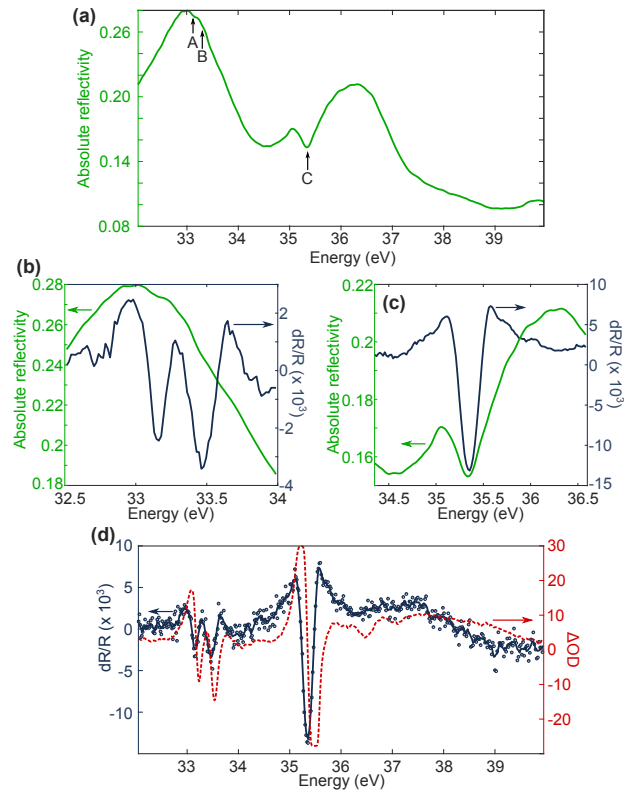 (a)
Absolute reflectivity
0.26
0.20
0.14
0.08
A
B
C
33 34 35 36 37 38 39
Energy (eV)
(b)
Absolute reflectivity
0.28
0.26
0.24
0.22
0.2
0.18
32.5 33 33.5 34
Energy (eV)
2
0
-2
-4
dR/R (x 10³)
(c)
Absolute reflectivity
0.22
0.20
0.18
0.16
34.5 35 35.5 36 36.5
Energy (eV)
10
5
0
-5
-10
-15
dR/R (x 10³)
(d)
dR/R (x 10³)
10
5
0
-5
-10
33 34 35 36 37 38 39
Energy (eV)
30
20
10
0
-10
-20
ΔOD